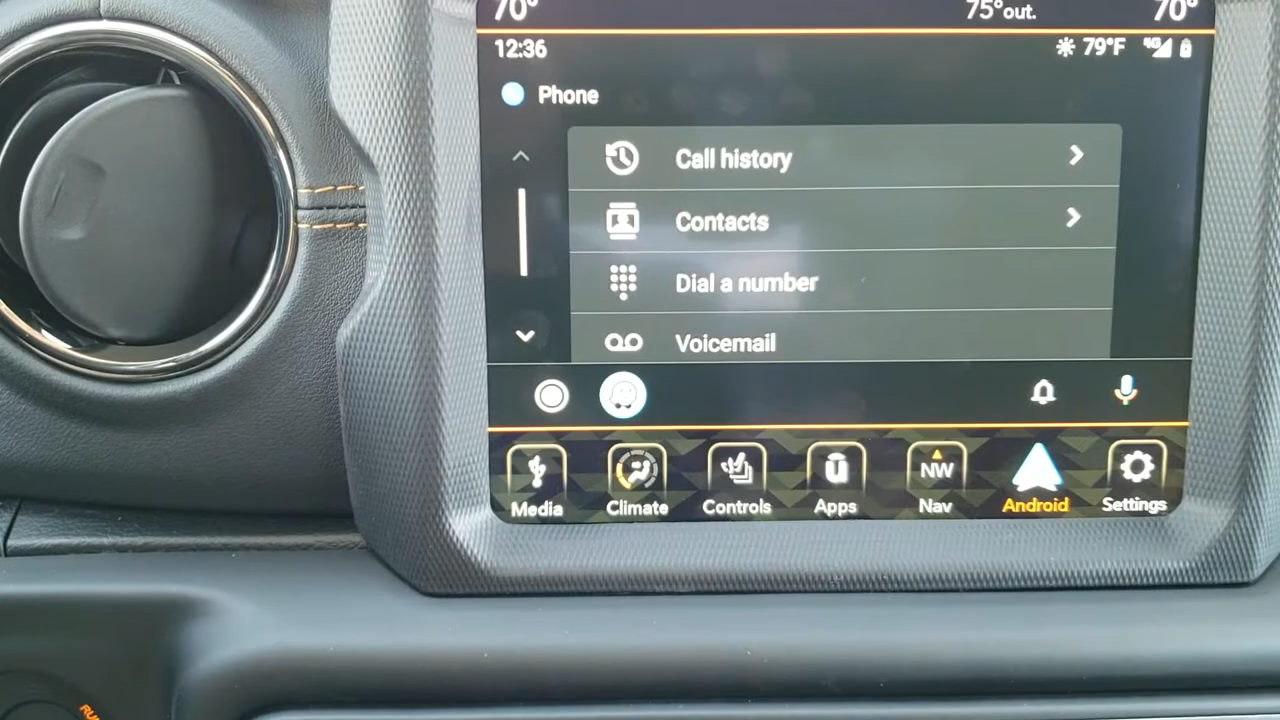 70° 75°out. 70°
12:36 79°F 4G
Phone
Call history
Contacts
Dial a number
Voicemail
NW
Media Climate Controls Apps Nav Android Settings